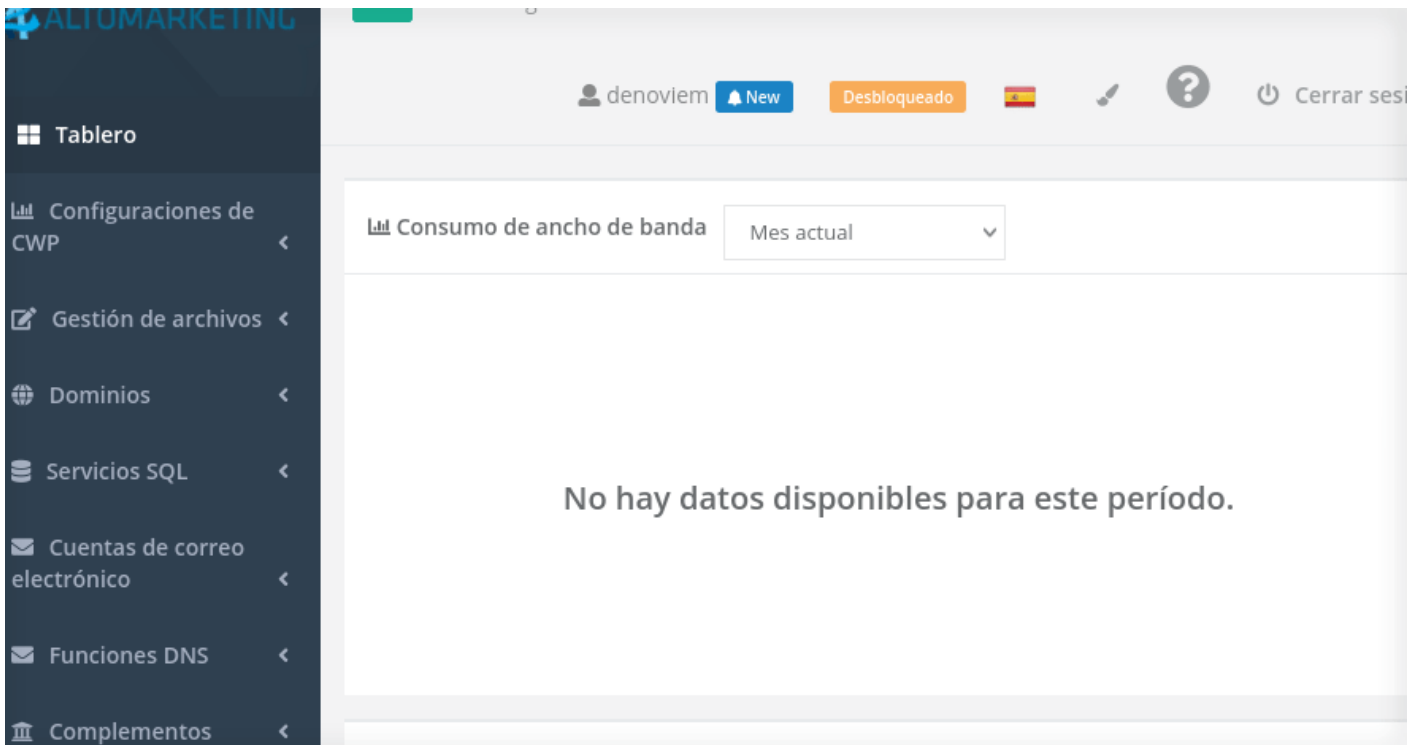 ALTOMARKETING
denoviem
New
Desbloqueado
Cerrar sesi
Tablero
Configuraciones de
CWP
Consumo de ancho de banda
Mes actual
Gestión de archivos
Dominios
Servicios SQL
No hay datos disponibles para este período.
Cuentas de correo
electrónico
Funciones DNS
Complementos